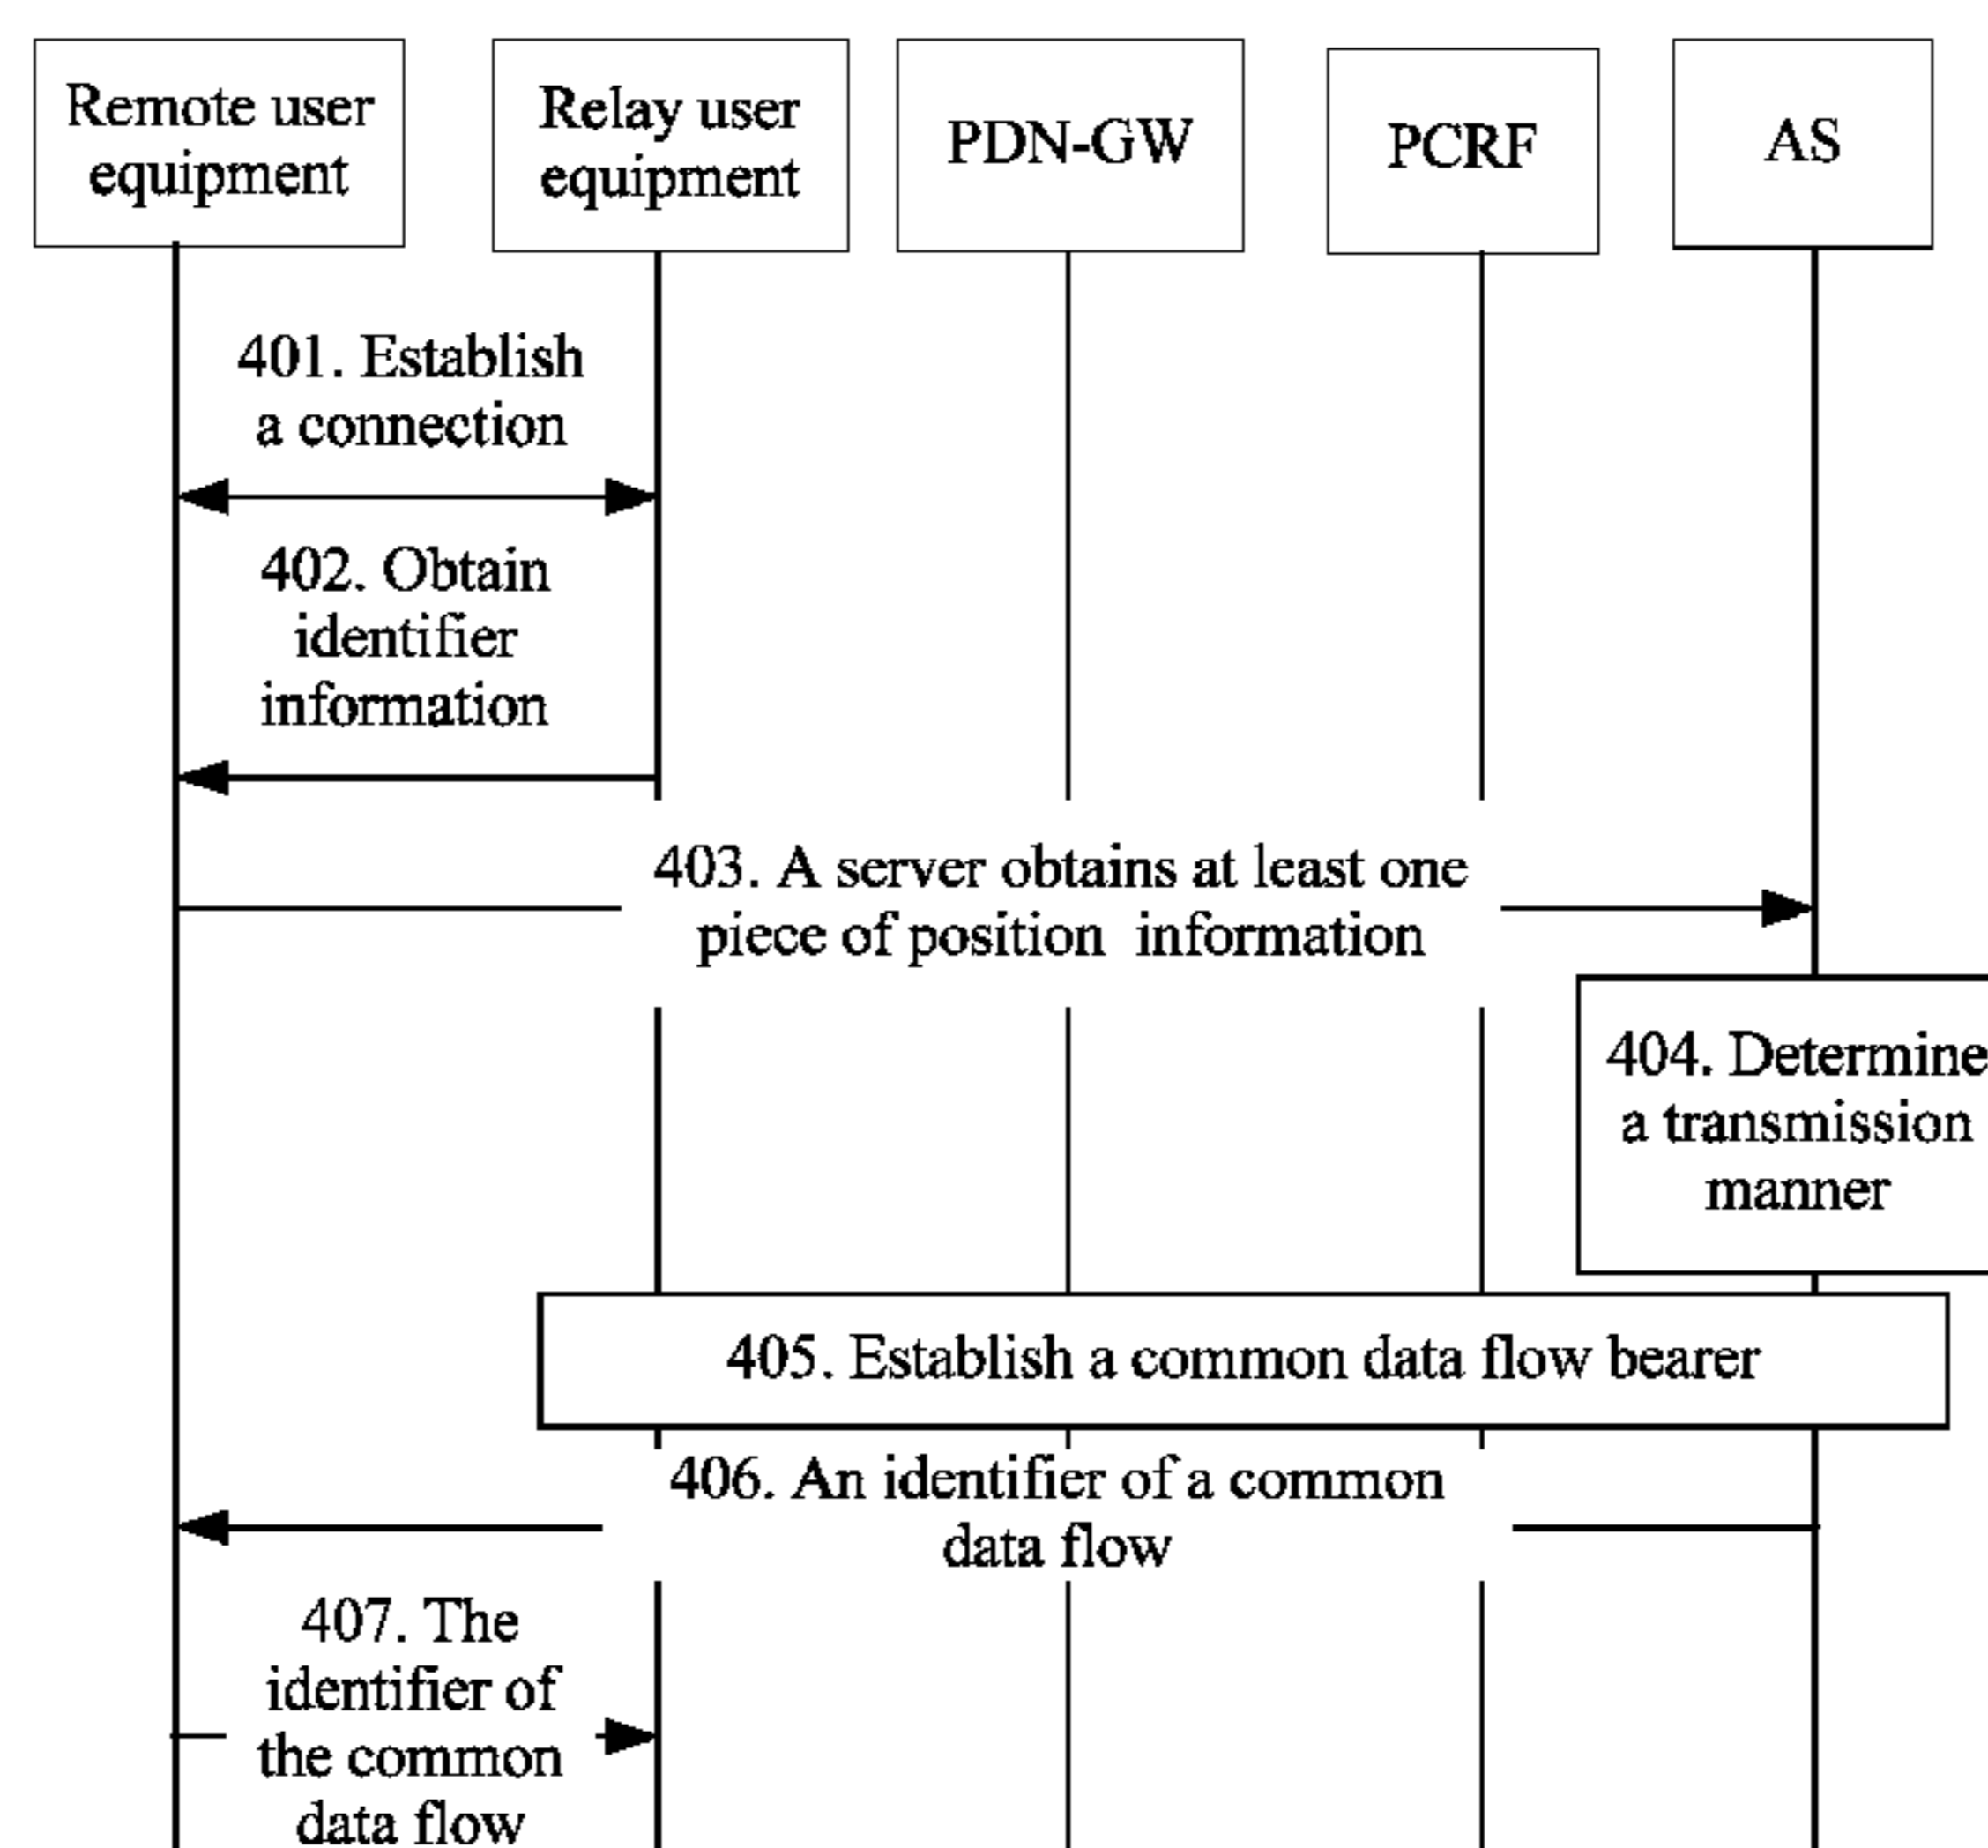 Remote user
equipment
Relay user
equipment
PDN-GW
PCRF
AS
401. Establish
a connection
402. Obtain
identifier
information
403. A server obtains at least one
piece of position information
404. Determine
a transmission
manner
405. Establish a common data flow bearer
406. An identifier of a common
data flow
407. The
identifier of
the common
data flow